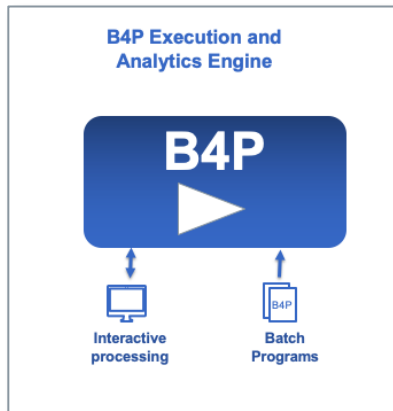 B4P Execution and
Analytics Engine
B4P
B4P
Interactive
processing
Batch
Programs